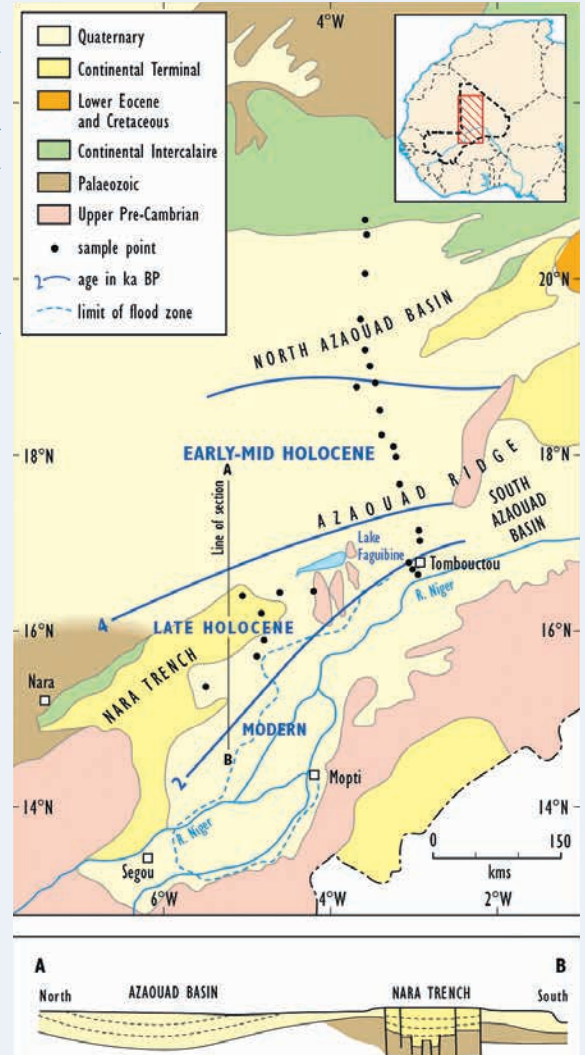 4°W
Quaternary
Continental Terminal
Lower Eocene
and Cretaceous
Continental Intercalaire
Palaeozoic
Upper Pre-Cambrian
sample point
2 age in ka BP
limit of flood zone
20°N
NORTH AZAOUAD BASIN
18°N
18°N
EARLY-MID HOLOCENE
A
Line of section
AZAOUAD RIDGE
SOUTH
AZAOUAD
BASIN
Lake
Faguibine
Tombouctou
R. Niger
4
16°N
16°N
LATE HOLOCENE
Nara
NARA TRENCH
MODERN
B
2
Mopti
14°N
14°N
R. Niger
Segou
0 150
kms
6°W
4°W
2°W
A
B
North
AZAOUAD BASIN
NARA TRENCH
South